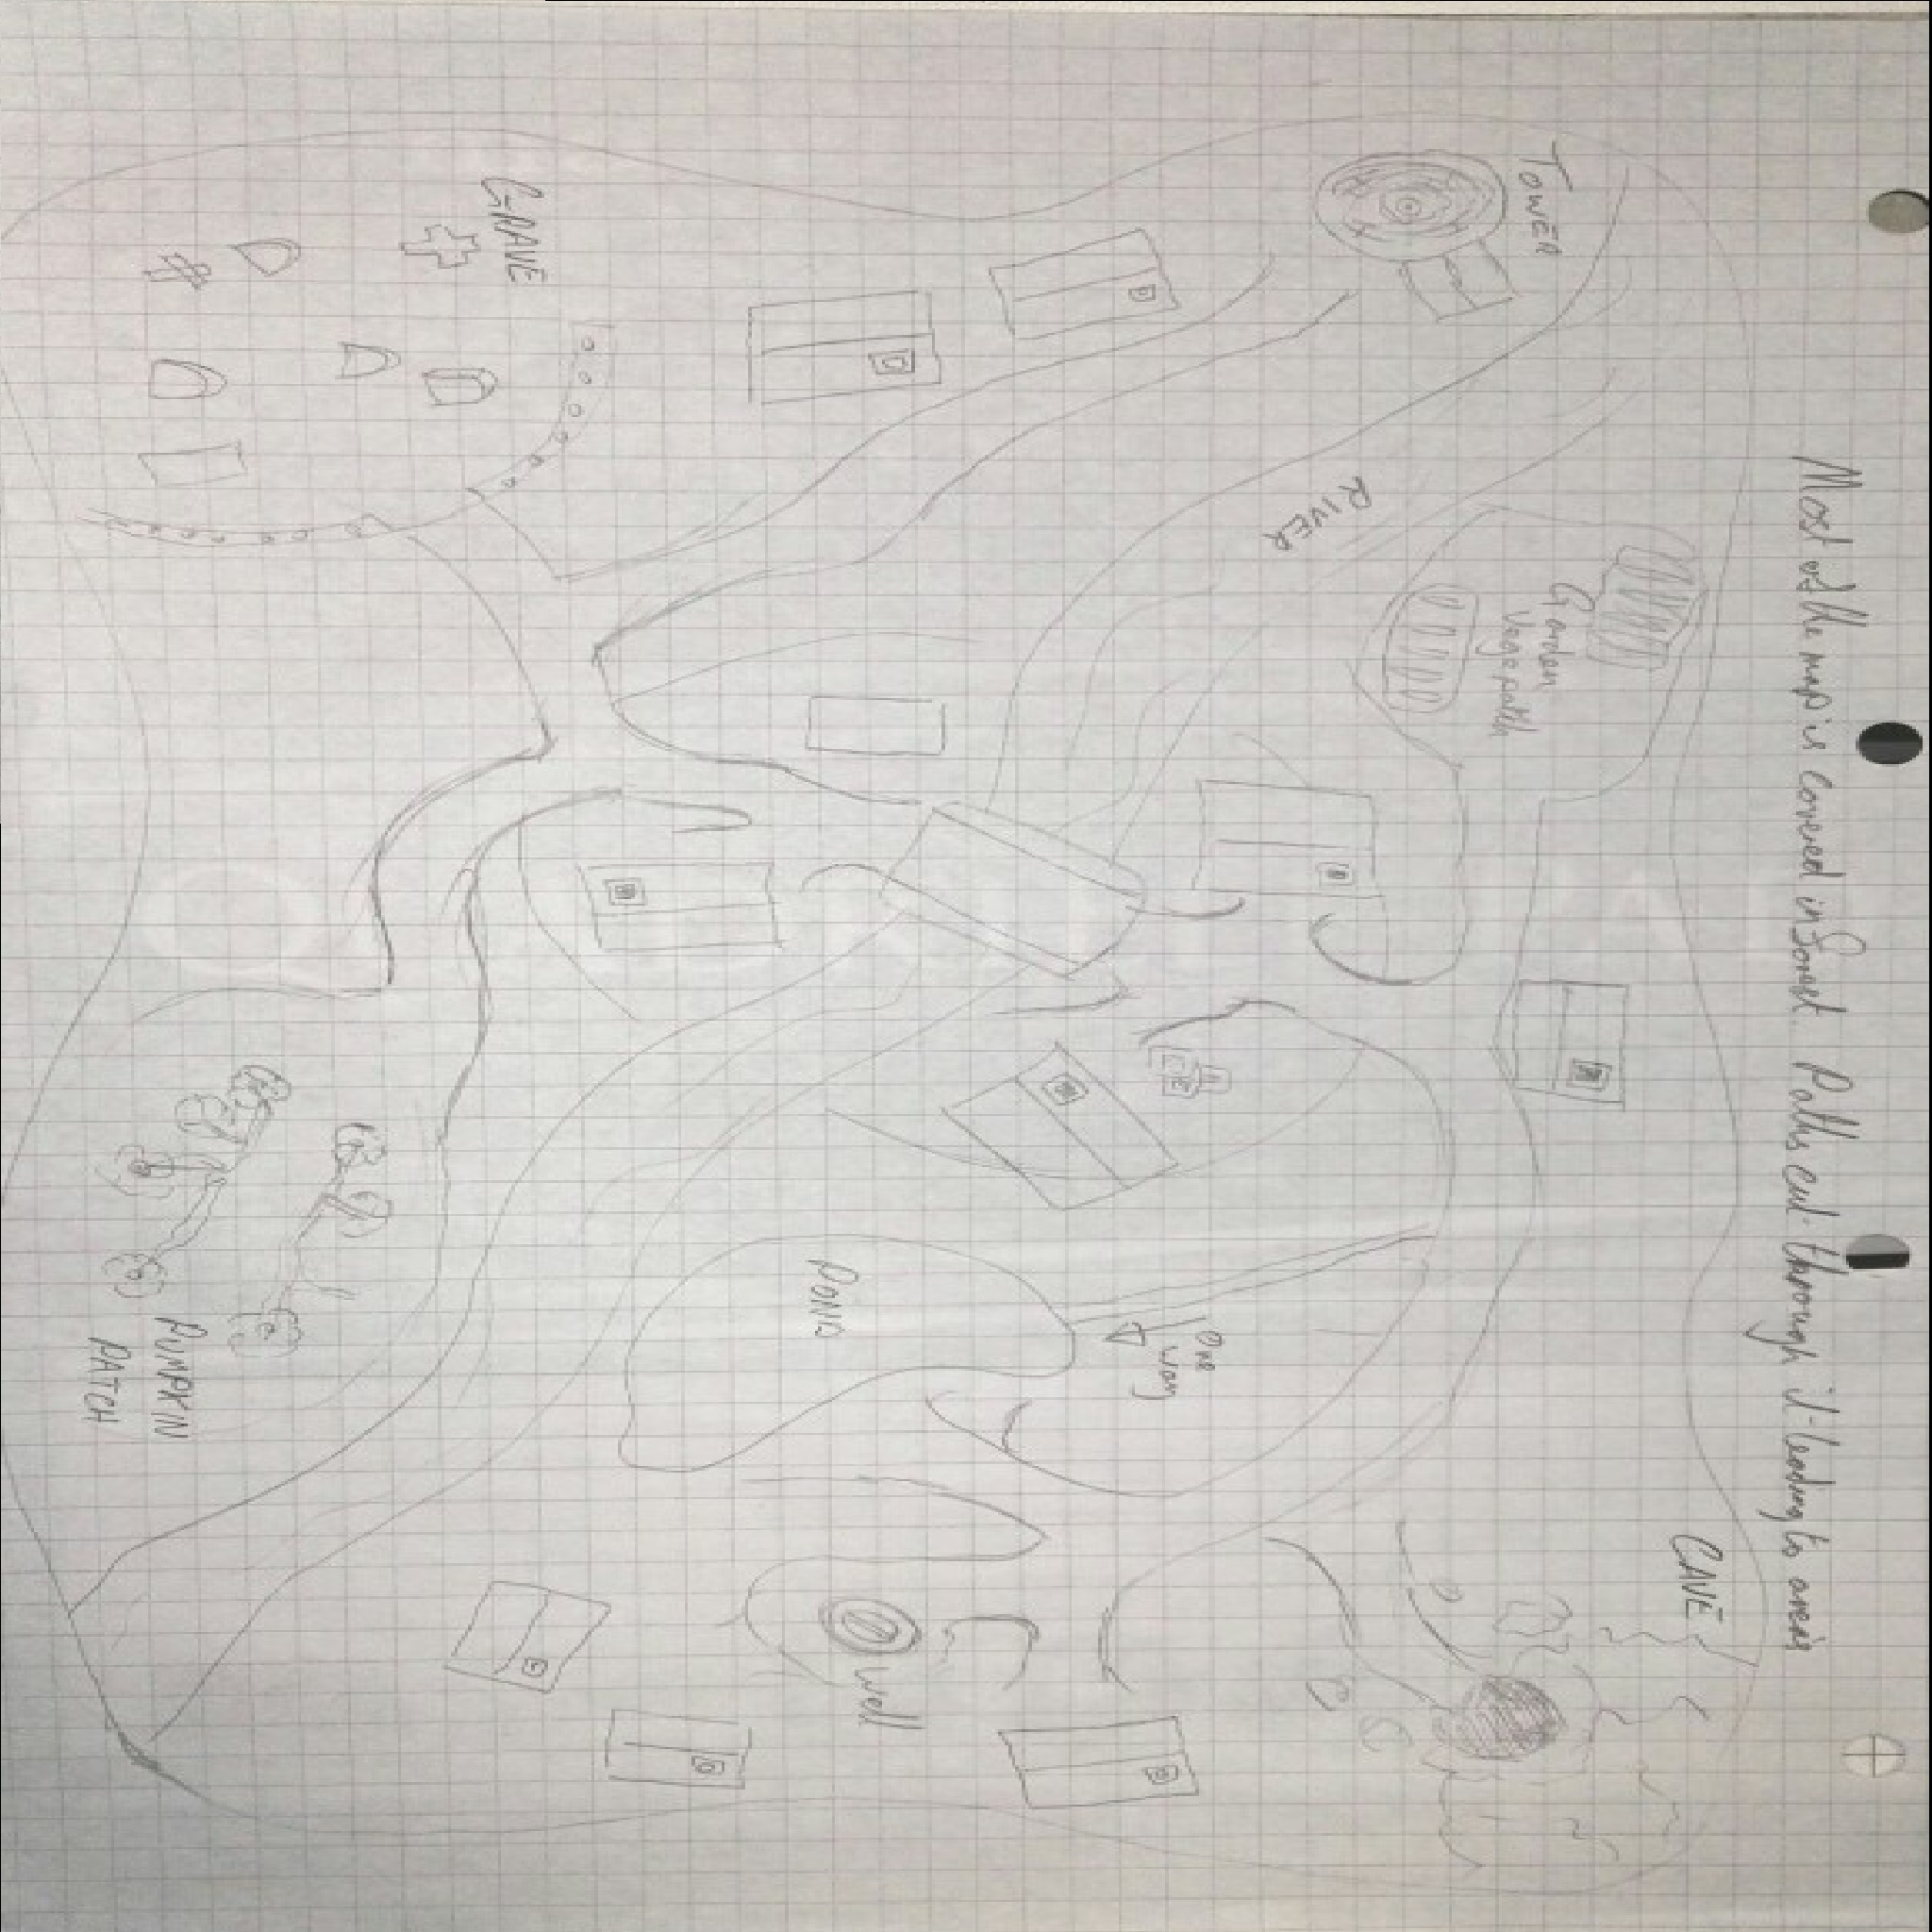 Most of the map is covered in forest. Paths cut through it leading to areas
TOWER
CAVE
Garden
Vege patch
RIVER
One
way
Well
POND
GRAVE
PUMPKIN
PATCH